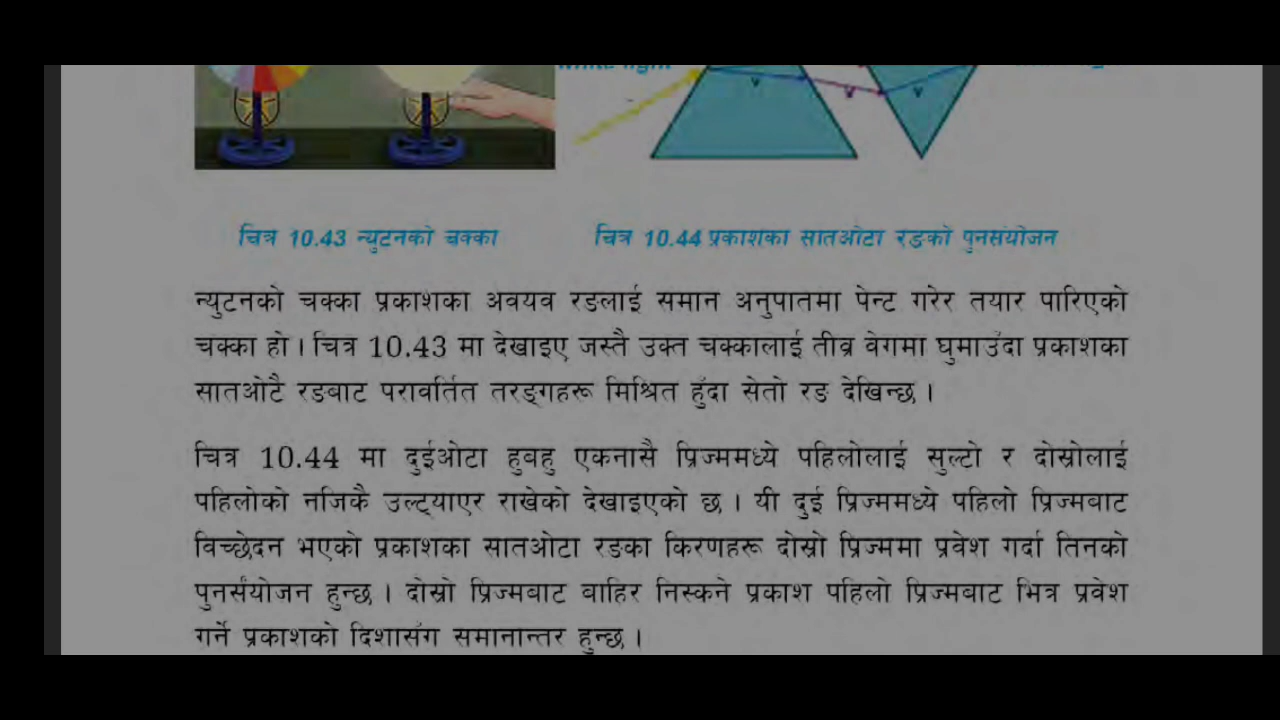 v
v
v
चित्र 10.43 न्युटनको चक्का
चित्र 10.44 प्रकाशका सातओटा रङको पुनर्संयोजन
न्युटनको चक्का प्रकाशका अवयव रङलाई समान अनुपातमा पेन्ट गरेर तयार पारिएको
चक्का हो । चित्र 10.43 मा देखाइए जस्तै उक्त चक्कालाई तीव्र वेगमा घुमाउँदा प्रकाशका
सातओटै रङबाट परावर्तित तरङ्गहरू मिश्रित हुँदा सेतो रङ देखिन्छ ।
चित्र 10.44 मा दुईओटा हुबहु एकनासै प्रिज्ममध्ये पहिलोलाई सुल्टो र दोस्रोलाई
पहिलोको नजिकै उल्ट्याएर राखेको देखाइएको छ । यी दुई प्रिज्ममध्ये पहिलो प्रिज्मबाट
विच्छेदन भएको प्रकाशका सातओटा रङका किरणहरू दोस्रो प्रिज्ममा प्रवेश गर्दा तिनको
पुनर्संयोजन हुन्छ । दोस्रो प्रिज्मबाट बाहिर निस्कने प्रकाश पहिलो प्रिज्मबाट भित्र प्रवेश
गर्ने प्रकाशको दिशासँग समानान्तर हुन्छ ।